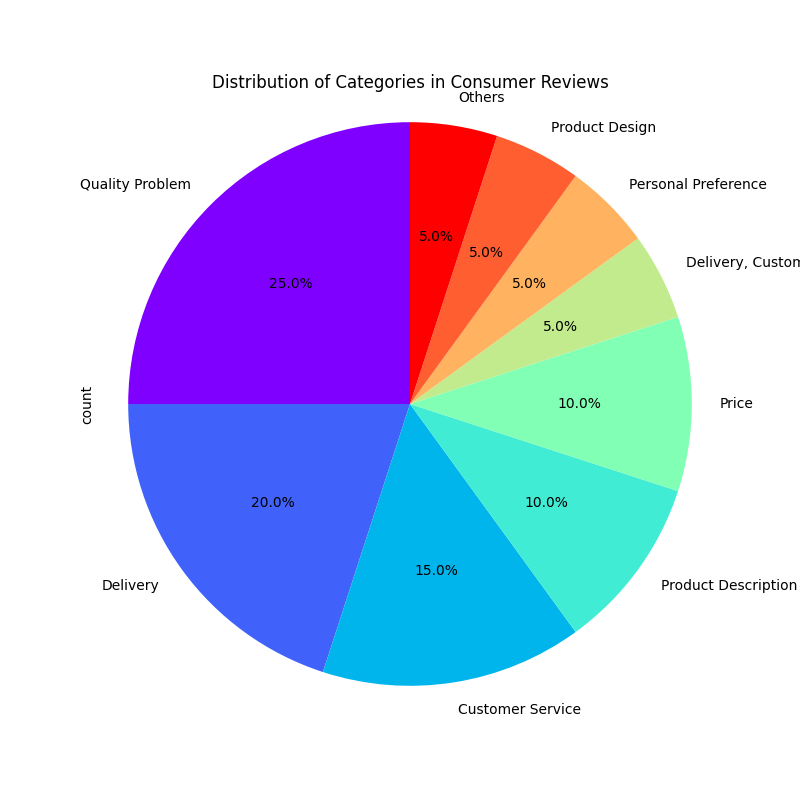 Distribution of Categories in Consumer Reviews
Others
Product Design
Quality Problem
Personal Preference
5.0%
5.0%
Delivery, Custom
25.0%
5.0%
5.0%
count
10.0%
Price
20.0%
10.0%
15.0%
Delivery
Product Description
Customer Service